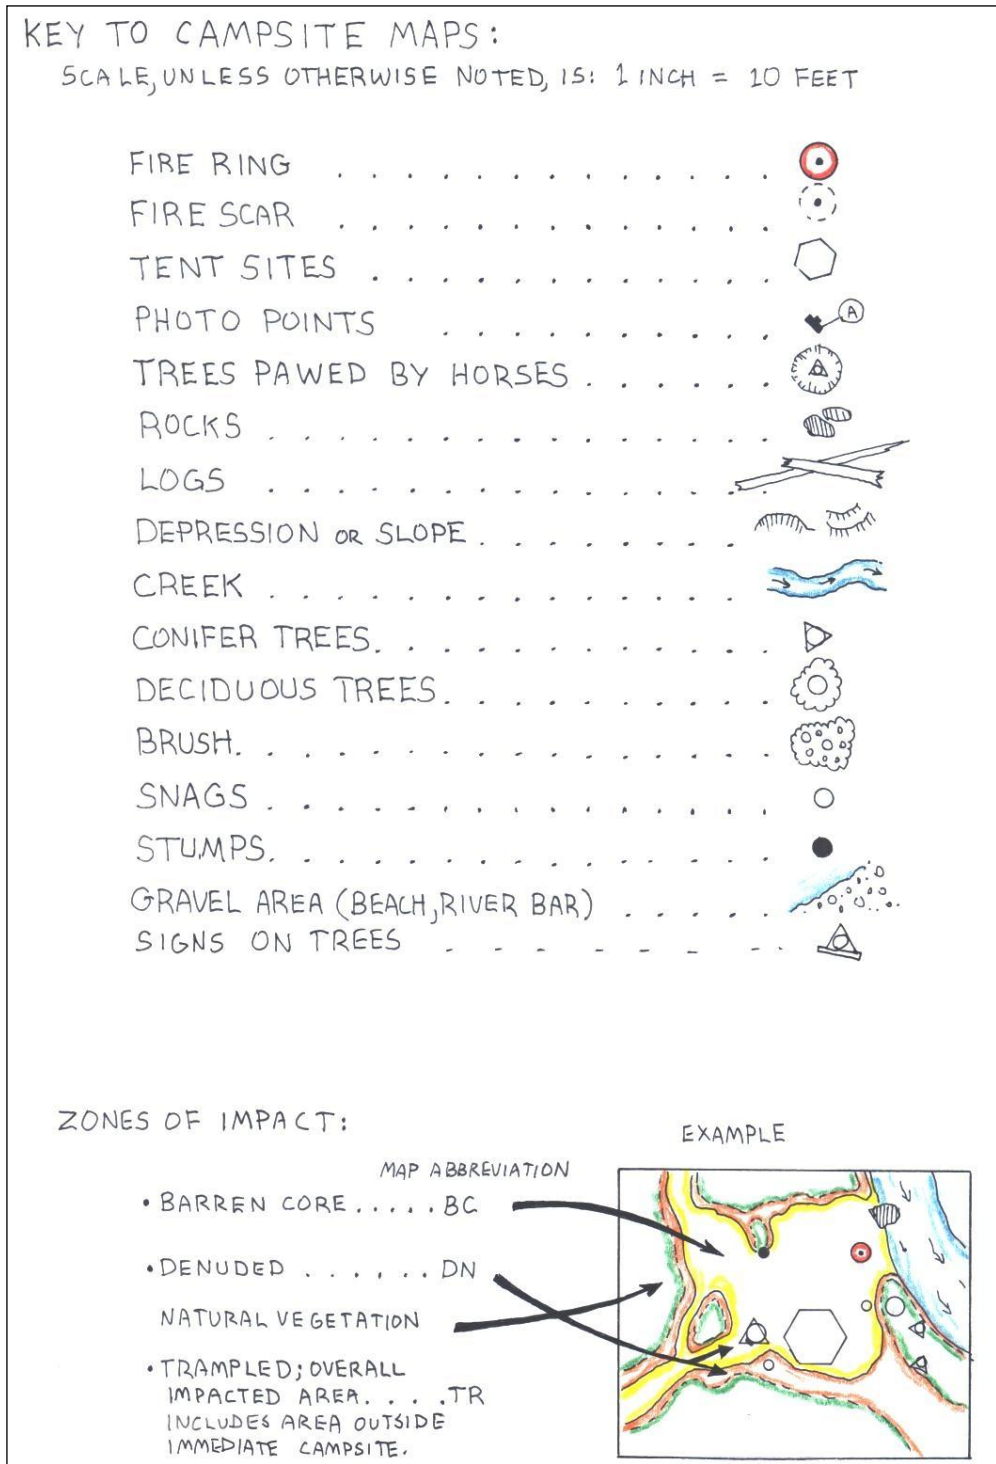 KEY TO CAMPSITE MAPS:
SCALE, UNLESS OTHERWISE NOTED, IS: 1 INCH = 10 FEET
FIRE RING . . . . . . . . . . . . .
FIRE SCAR . . . . . . . . . . . . .
TENT SITES . . . . . . . . . . . .
PHOTO POINTS . . . . . . . . . . A
TREES PAWED BY HORSES . . . . . .
ROCKS . . . . . . . . . . . . . . .
LOGS . . . . . . . . . . . . . . .
DEPRESSION OR SLOPE . . . . . . . .
CREEK . . . . . . . . . . . . . .
CONIFER TREES. . . . . . . . . . . .
DECIDUOUS TREES. . . . . . . . . .
BRUSH. . . . . . . . . . . . . . . .
SNAGS . . . . . . . . . . . . . . .
STUMPS. . . . . . . . . . . . . . .
GRAVEL AREA (BEACH, RIVER BAR) . . . . .
SIGNS ON TREES - - - - - - - - -
ZONES OF IMPACT:
EXAMPLE
MAP ABBREVIATION
• BARREN CORE . . . . . BC
• DENUDED . . . . . . DN
NATURAL VEGETATION
• TRAMPLED; OVERALL
IMPACTED AREA. . . . .TR
INCLUDES AREA OUTSIDE
IMMEDIATE CAMPSITE.